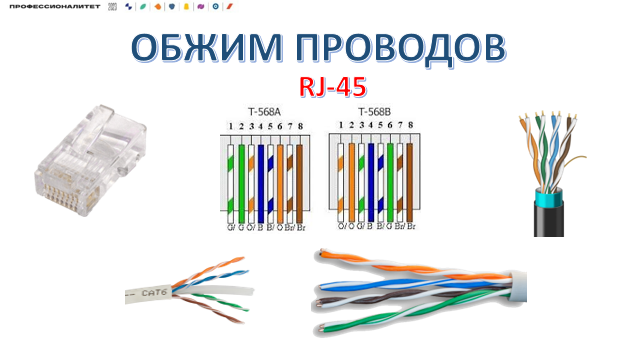 ПРОФЕССИОНАЛИТЕТ
ОБЖИМ ПРОВОДОВ
RJ-45
T-568A
1 2 3 4 5 6 7 8
G/ G O/ B B/ O Br/ Br
T-568B
1 2 3 4 5 6 7 8
O/ O G/ B B/ G Br/ Br
CAT6